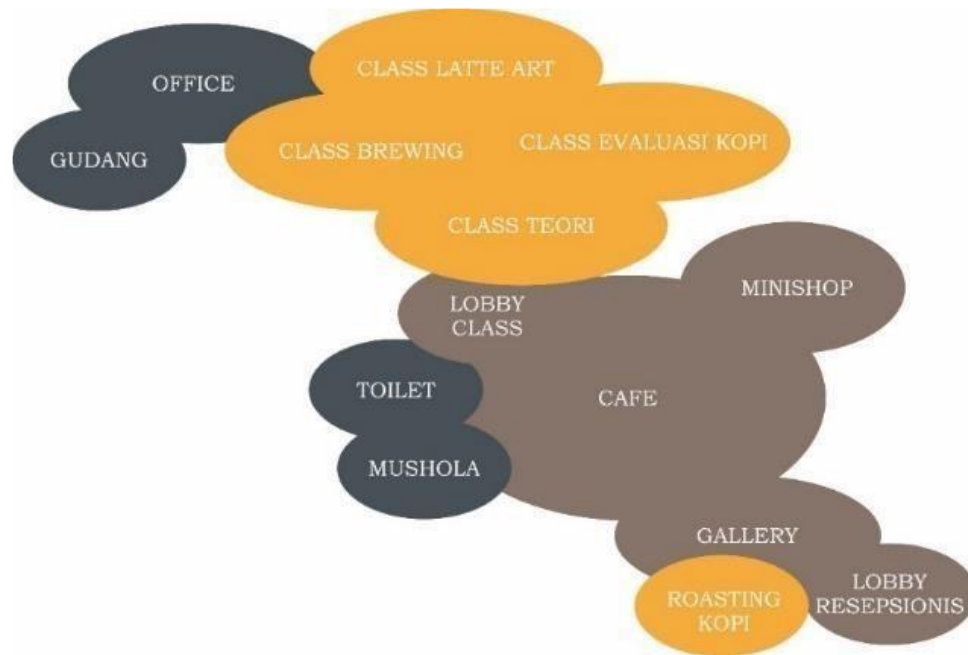 CLASS LATTE ART
OFFICE
CLASS EVALUASI KOPI
CLASS BREWING
GUDANG
CLASS TEORI
MINISHOP
LOBBY
CLASS
TOILET
CAFE
MUSHOLA
GALLERY
LOBBY
RESEPSIONIS
ROASTING
KOPI